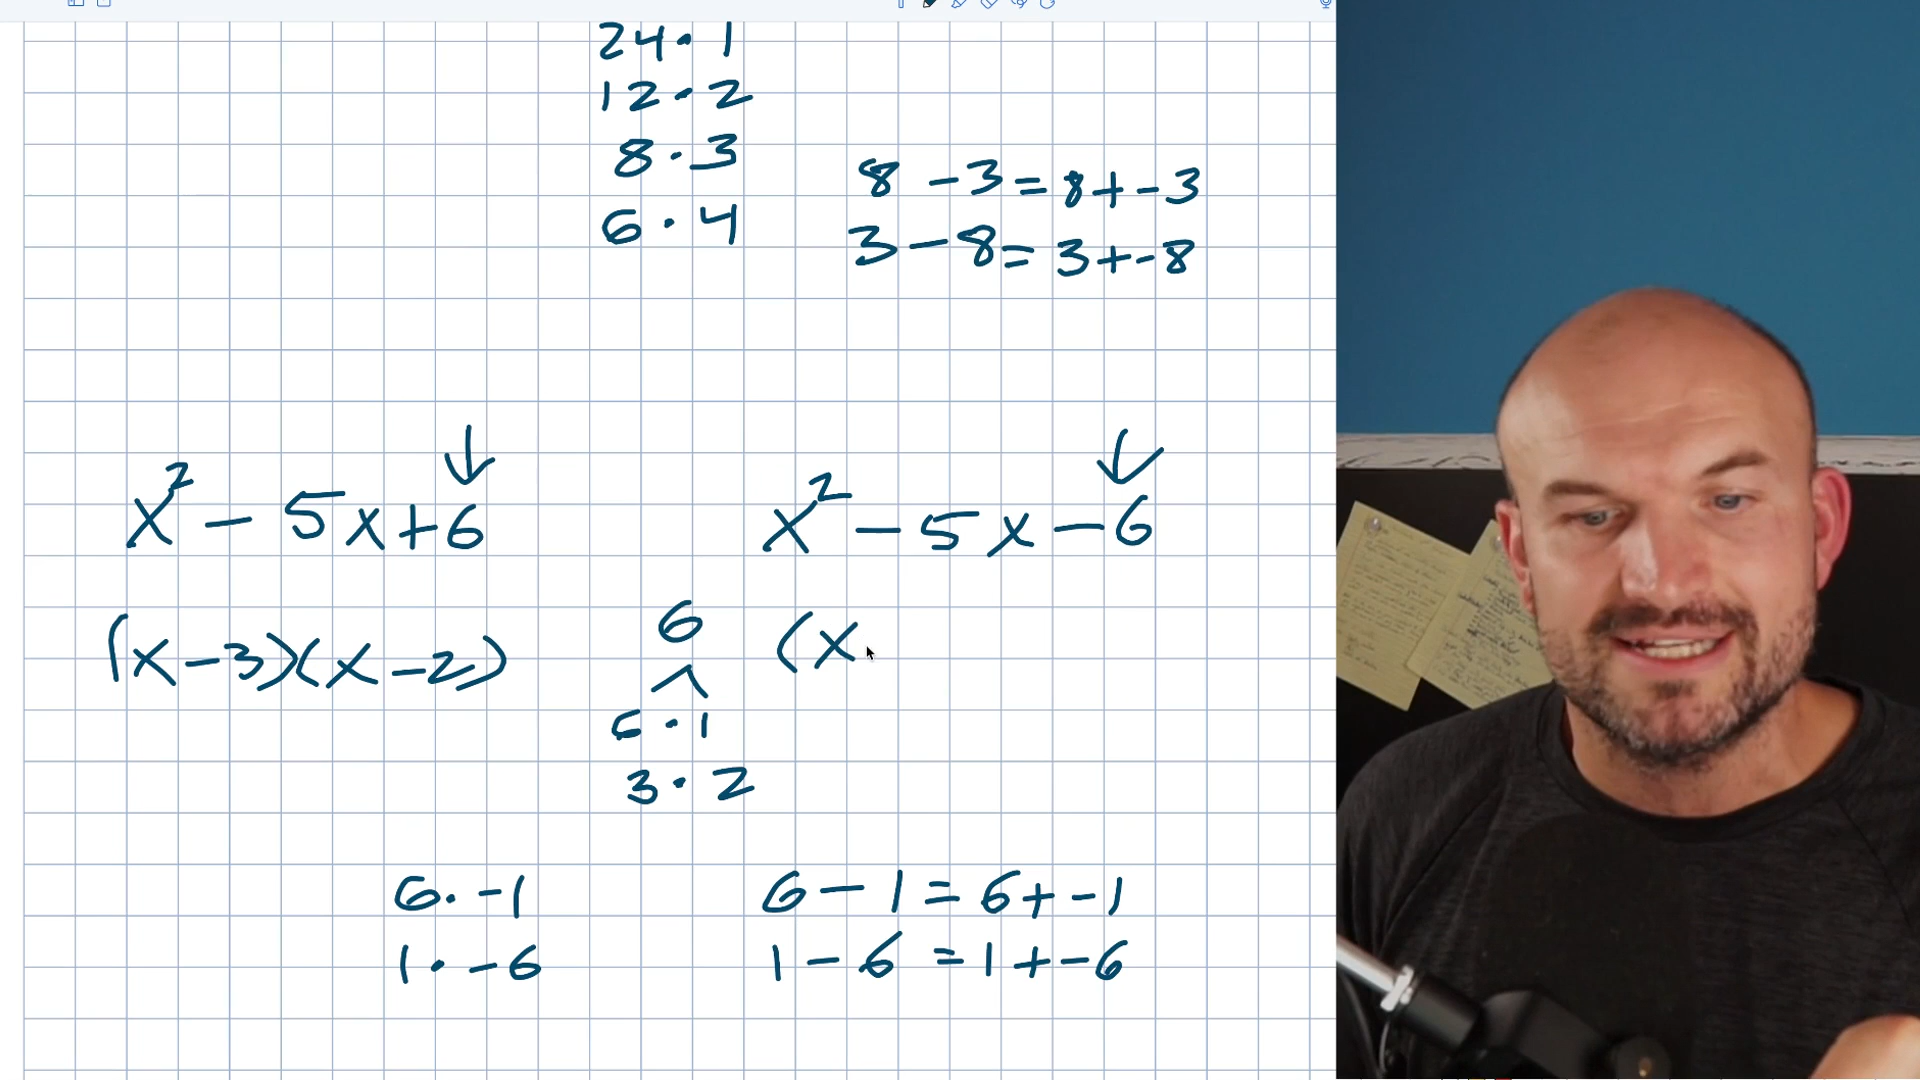 24 · 1
12 · 2
8 · 3
6 · 4
8 - 3 = 8 + -3
3 - 8 = 3 + -8
x² - 5x + 6
x² - 5x - 6
(x - 3)(x - 2)
6
(x
6 · 1
3 · 2
6 · -1
1 · -6
6 - 1 = 6 + -1
1 - 6 = 1 + -6